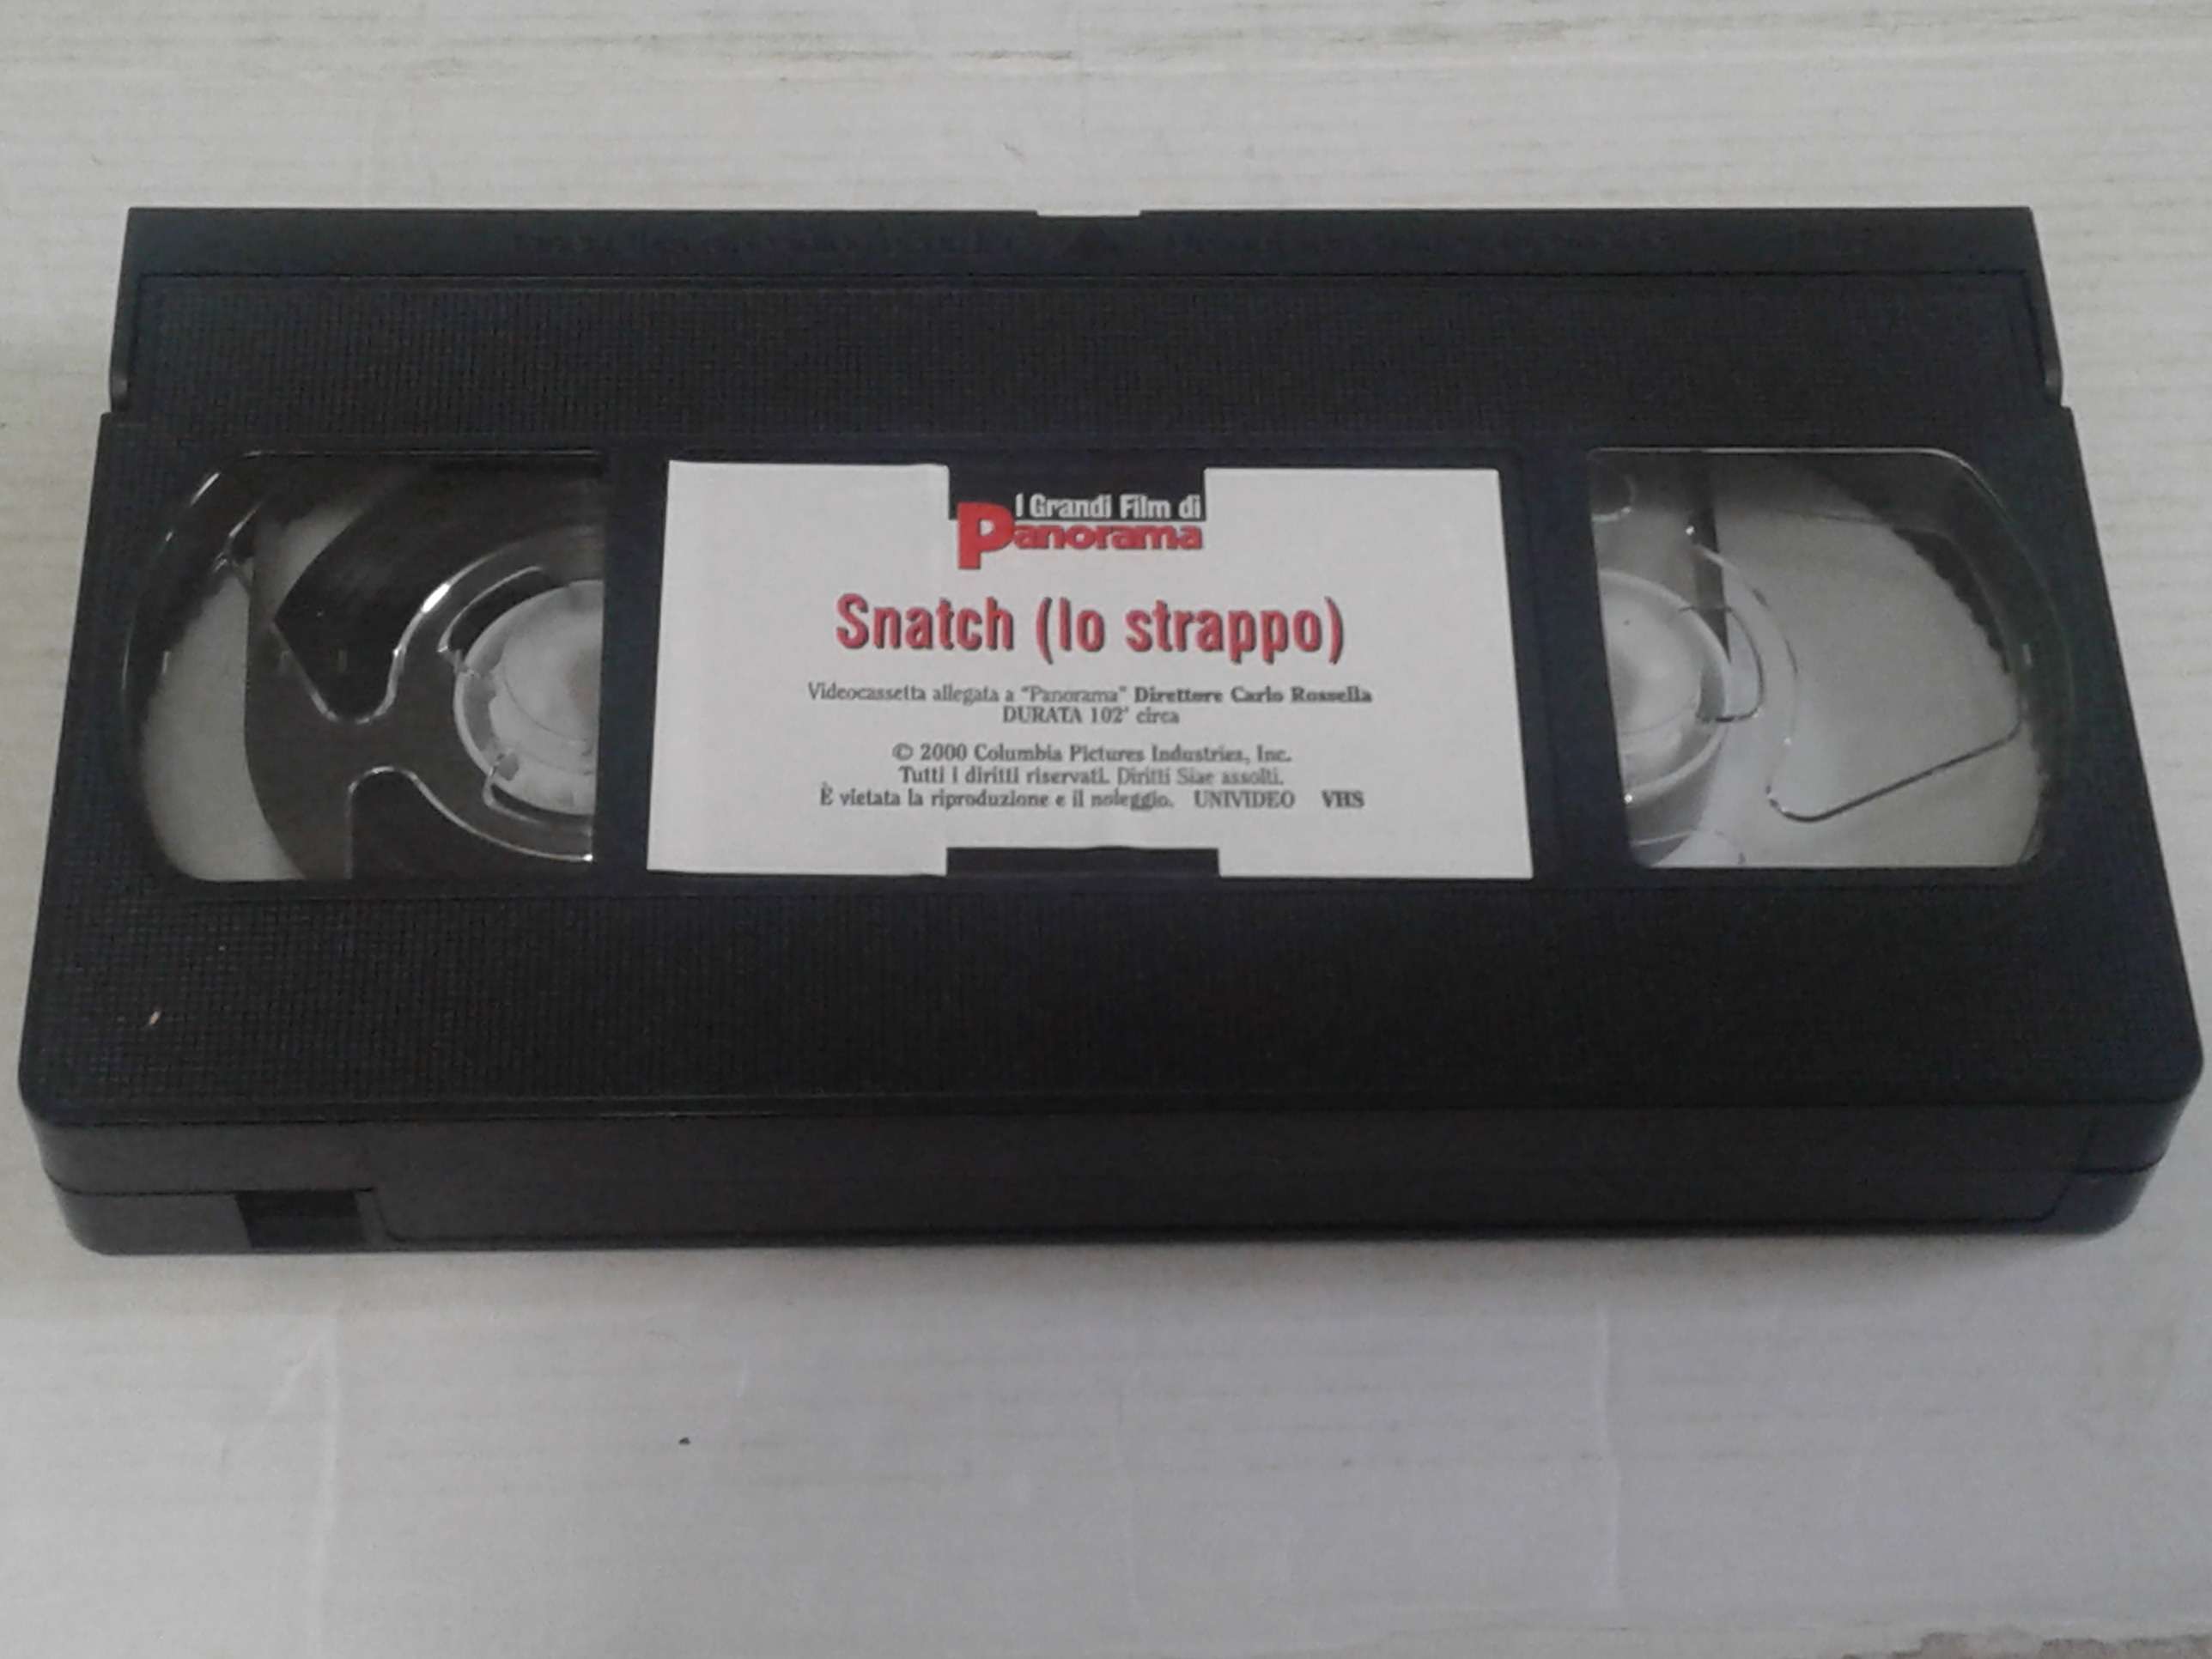 I Grandi Film di
Panorama
Snatch (lo strappo)
Videocassetta allegata a "Panorama" Direttore Carlo Rossella
DURATA 102' circa
© 2000 Columbia Pictures Industries, Inc.
Tutti i diritti riservati. Diritti Siae assolti.
È vietata la riproduzione e il noleggio. UNIVIDEO VHS